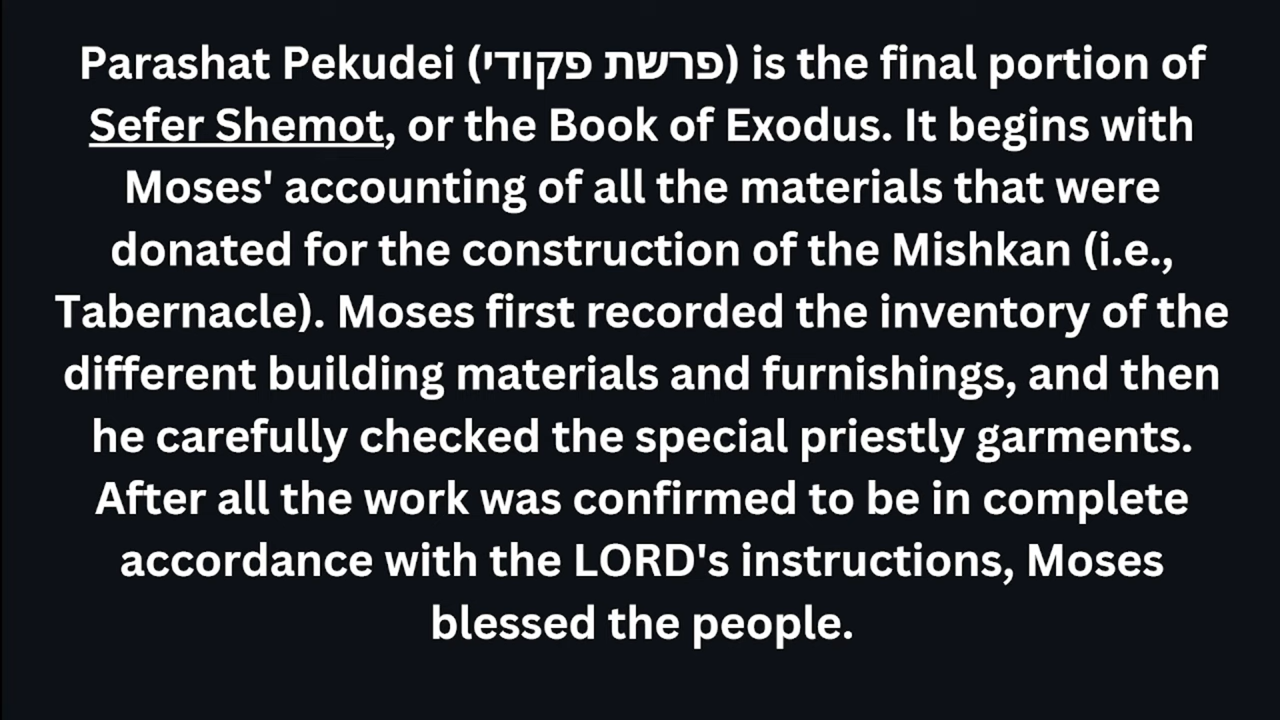 Parashat Pekudei (פרשת פקודי) is the final portion of
Sefer Shemot, or the Book of Exodus. It begins with
Moses' accounting of all the materials that were
donated for the construction of the Mishkan (i.e.,
Tabernacle). Moses first recorded the inventory of the
different building materials and furnishings, and then
he carefully checked the special priestly garments.
After all the work was confirmed to be in complete
accordance with the LORD's instructions, Moses
blessed the people.